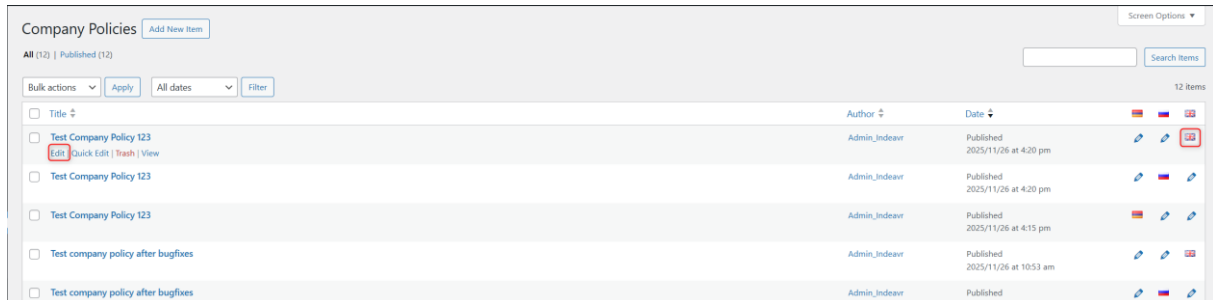 Screen Options ▼
Company Policies Add New Item
All (12) | Published (12)
Search Items
Bulk actions Apply All dates Filter 12 items
Title Author Date
Test Company Policy 123 Admin_Indeavr Published
Edit | Quick Edit | Trash | View 2025/11/26 at 4:20 pm
Test Company Policy 123 Admin_Indeavr Published
2025/11/26 at 4:20 pm
Test Company Policy 123 Admin_Indeavr Published
2025/11/26 at 4:15 pm
Test company policy after bugfixes Admin_Indeavr Published
2025/11/26 at 10:53 am
Test company policy after bugfixes Admin_Indeavr Published